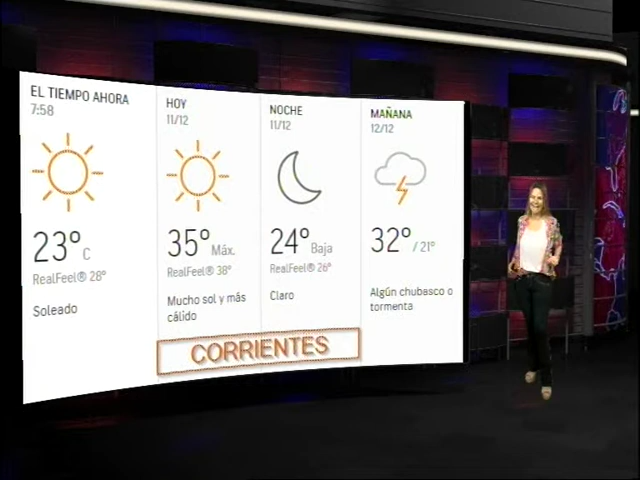 EL TIEMPO AHORA
7:58
23° C
RealFeel® 28°
Soleado
HOY
11/12
35° Máx.
RealFeel® 38°
Mucho sol y más
cálido
NOCHE
11/12
24° Baja
RealFeel® 26°
Claro
MAÑANA
12/12
32° / 21°
Algún chubasco o
tormenta
CORRIENTES